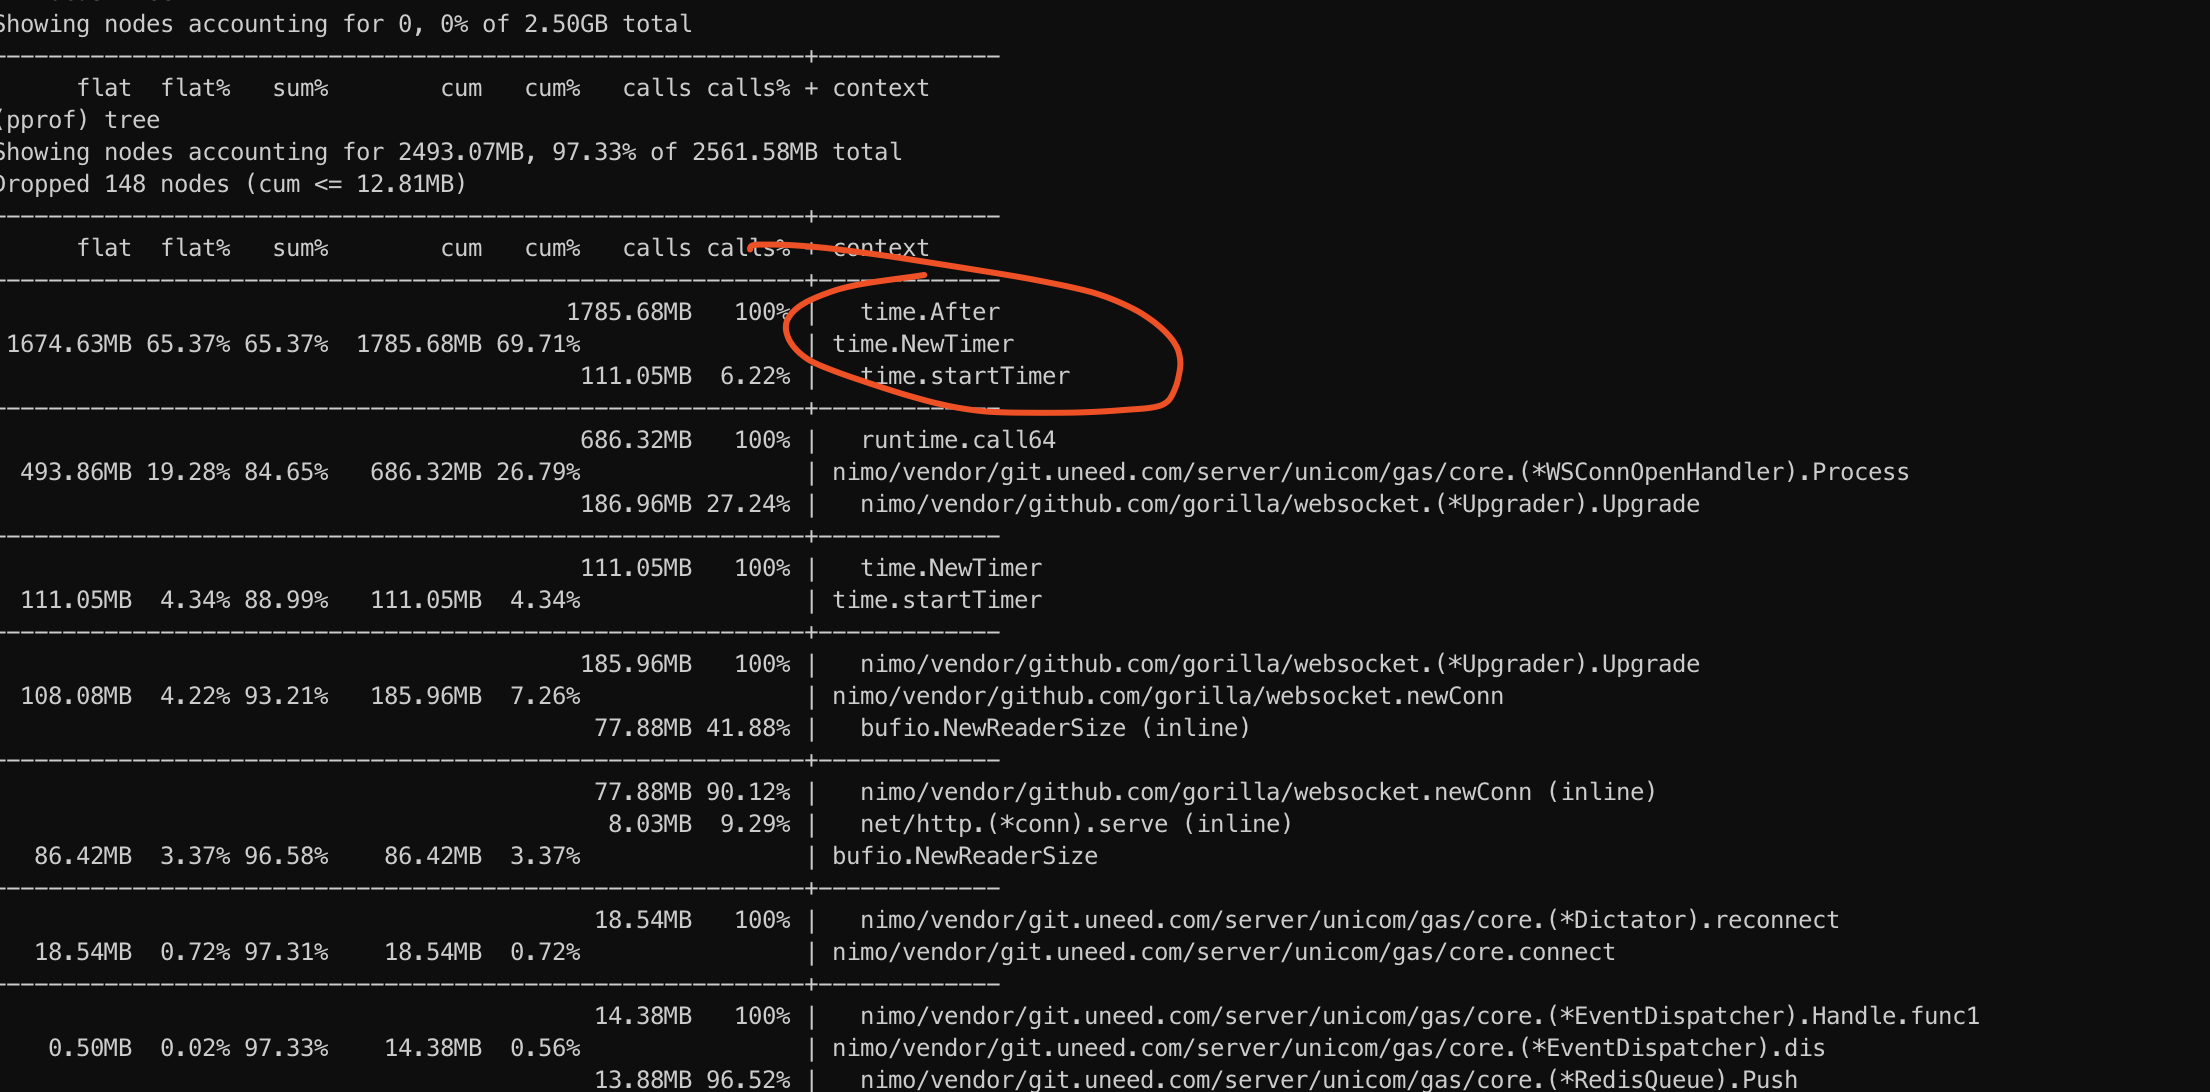 Showing nodes accounting for 0, 0% of 2.50GB total
----------------------------------------------------------+-------------
flat flat% sum% cum cum% calls calls% + context
(pprof) tree
Showing nodes accounting for 2493.07MB, 97.33% of 2561.58MB total
Dropped 148 nodes (cum <= 12.81MB)
----------------------------------------------------------+-------------
flat flat% sum% cum cum% calls calls% + context
----------------------------------------------------------+-------------
1785.68MB 100% | time.After
1674.63MB 65.37% 65.37% 1785.68MB 69.71% | time.NewTimer
111.05MB 6.22% | time.startTimer
----------------------------------------------------------+-------------
686.32MB 100% | runtime.call64
493.86MB 19.28% 84.65% 686.32MB 26.79% | nimo/vendor/git.uneed.com/server/unicom/gas/core.(*WSConnOpenHandler).Process
186.96MB 27.24% | nimo/vendor/github.com/gorilla/websocket.(*Upgrader).Upgrade
----------------------------------------------------------+-------------
111.05MB 100% | time.NewTimer
111.05MB 4.34% 88.99% 111.05MB 4.34% | time.startTimer
----------------------------------------------------------+-------------
185.96MB 100% | nimo/vendor/github.com/gorilla/websocket.(*Upgrader).Upgrade
108.08MB 4.22% 93.21% 185.96MB 7.26% | nimo/vendor/github.com/gorilla/websocket.newConn
77.88MB 41.88% | bufio.NewReaderSize (inline)
----------------------------------------------------------+-------------
77.88MB 90.12% | nimo/vendor/github.com/gorilla/websocket.newConn (inline)
8.03MB 9.29% | net/http.(*conn).serve (inline)
86.42MB 3.37% 96.58% 86.42MB 3.37% | bufio.NewReaderSize
----------------------------------------------------------+-------------
18.54MB 100% | nimo/vendor/git.uneed.com/server/unicom/gas/core.(*Dictator).reconnect
18.54MB 0.72% 97.31% 18.54MB 0.72% | nimo/vendor/git.uneed.com/server/unicom/gas/core.connect
----------------------------------------------------------+-------------
14.38MB 100% | nimo/vendor/git.uneed.com/server/unicom/gas/core.(*EventDispatcher).Handle.func1
0.50MB 0.02% 97.33% 14.38MB 0.56% | nimo/vendor/git.uneed.com/server/unicom/gas/core.(*EventDispatcher).dis
13.88MB 96.52% | nimo/vendor/git.uneed.com/server/unicom/gas/core.(*RedisQueue).Push